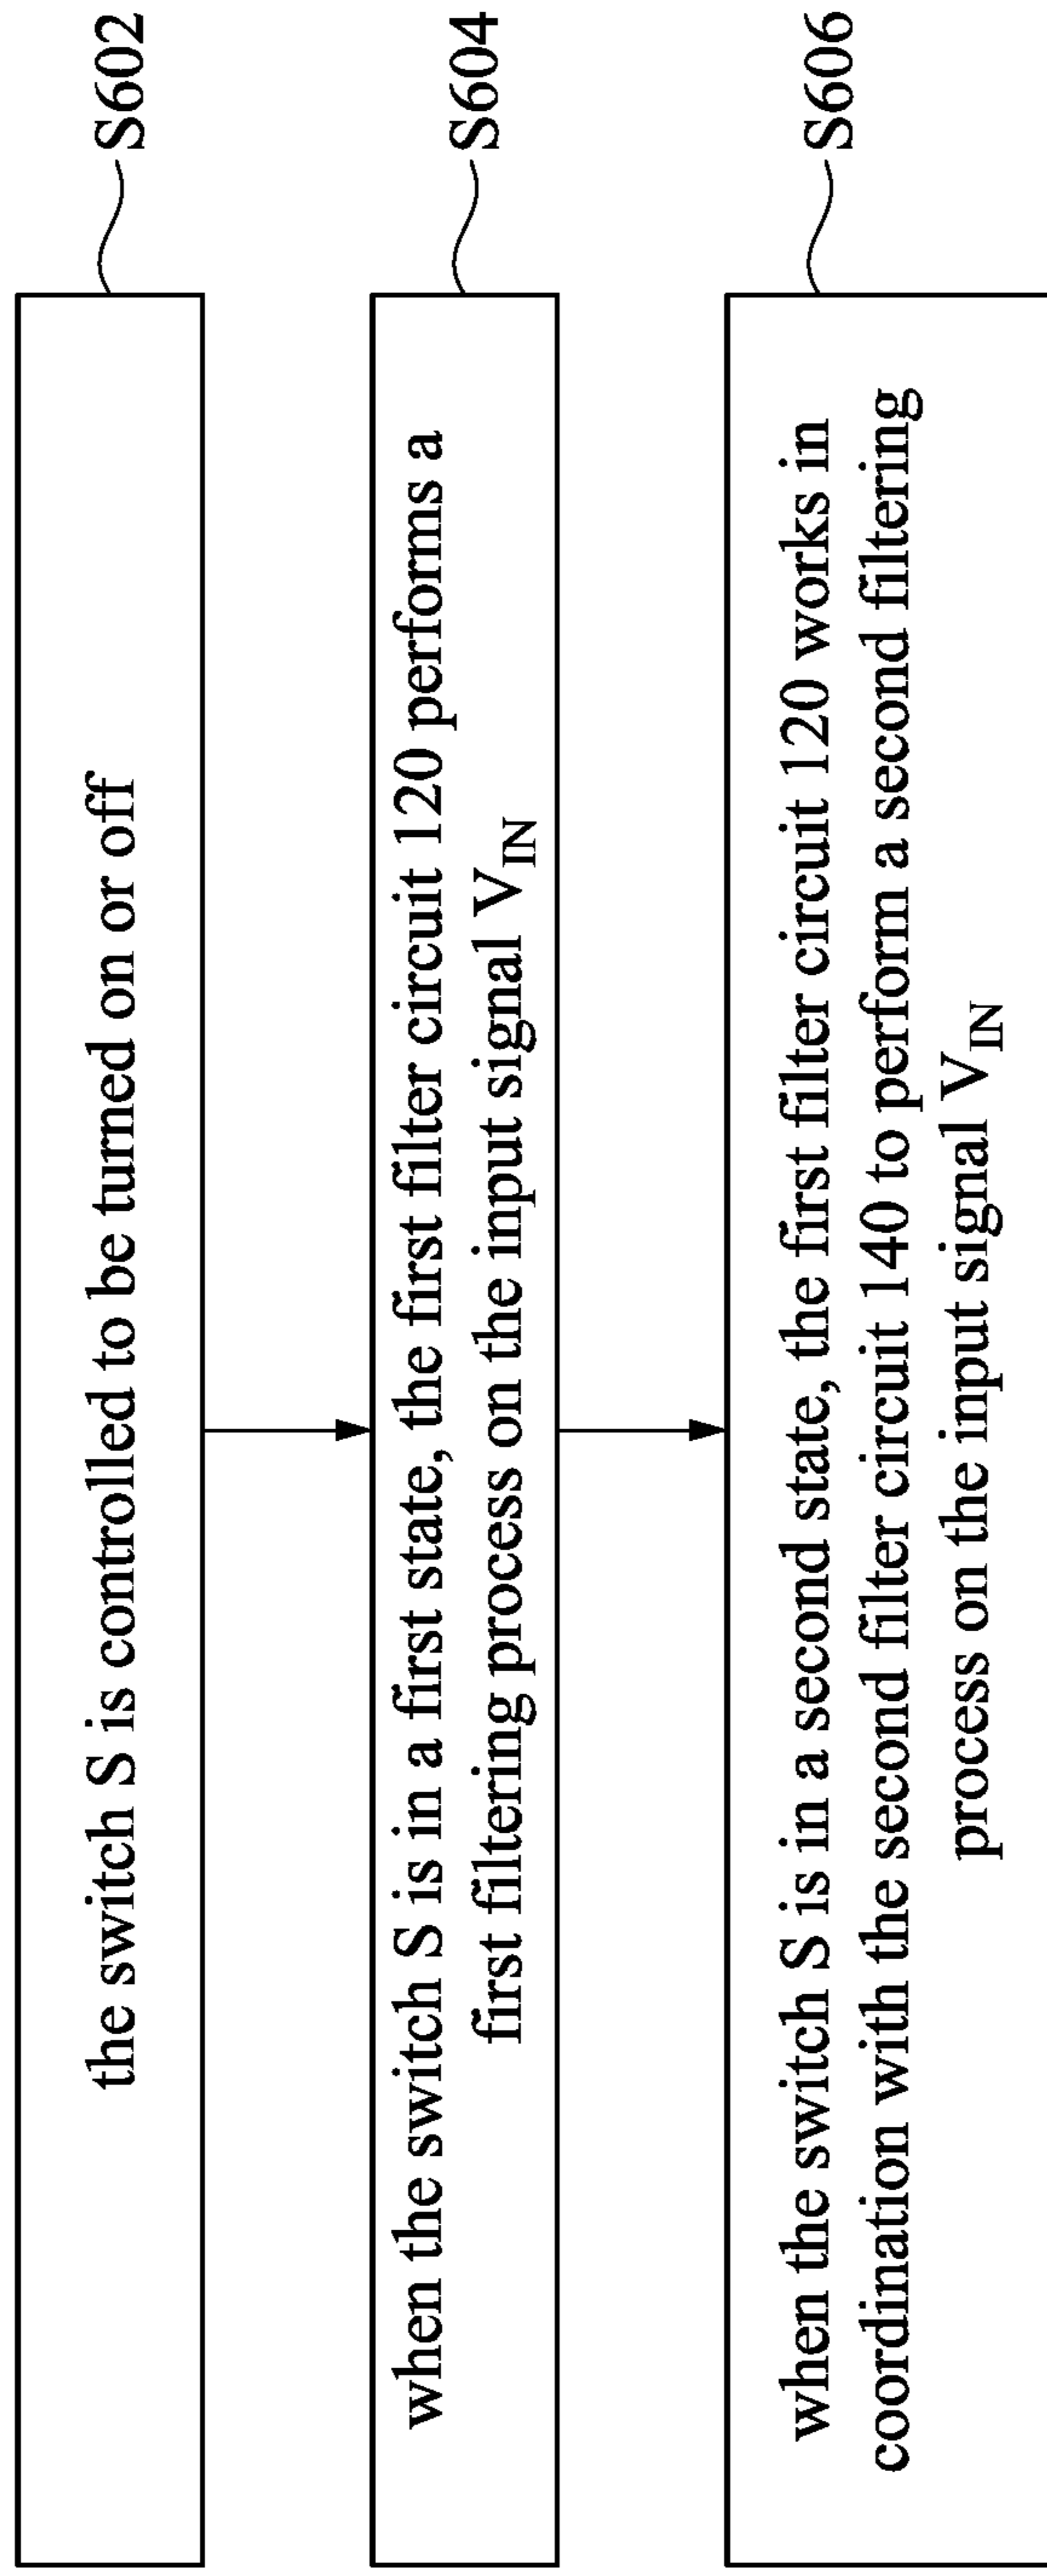 the switch S is controlled to be turned on or off
S602
when the switch S is in a first state, the first filter circuit 120 performs a
first filtering process on the input signal V_IN
S604
when the switch S is in a second state, the first filter circuit 120 works in
coordination with the second filter circuit 140 to perform a second filtering
process on the input signal V_IN
S606